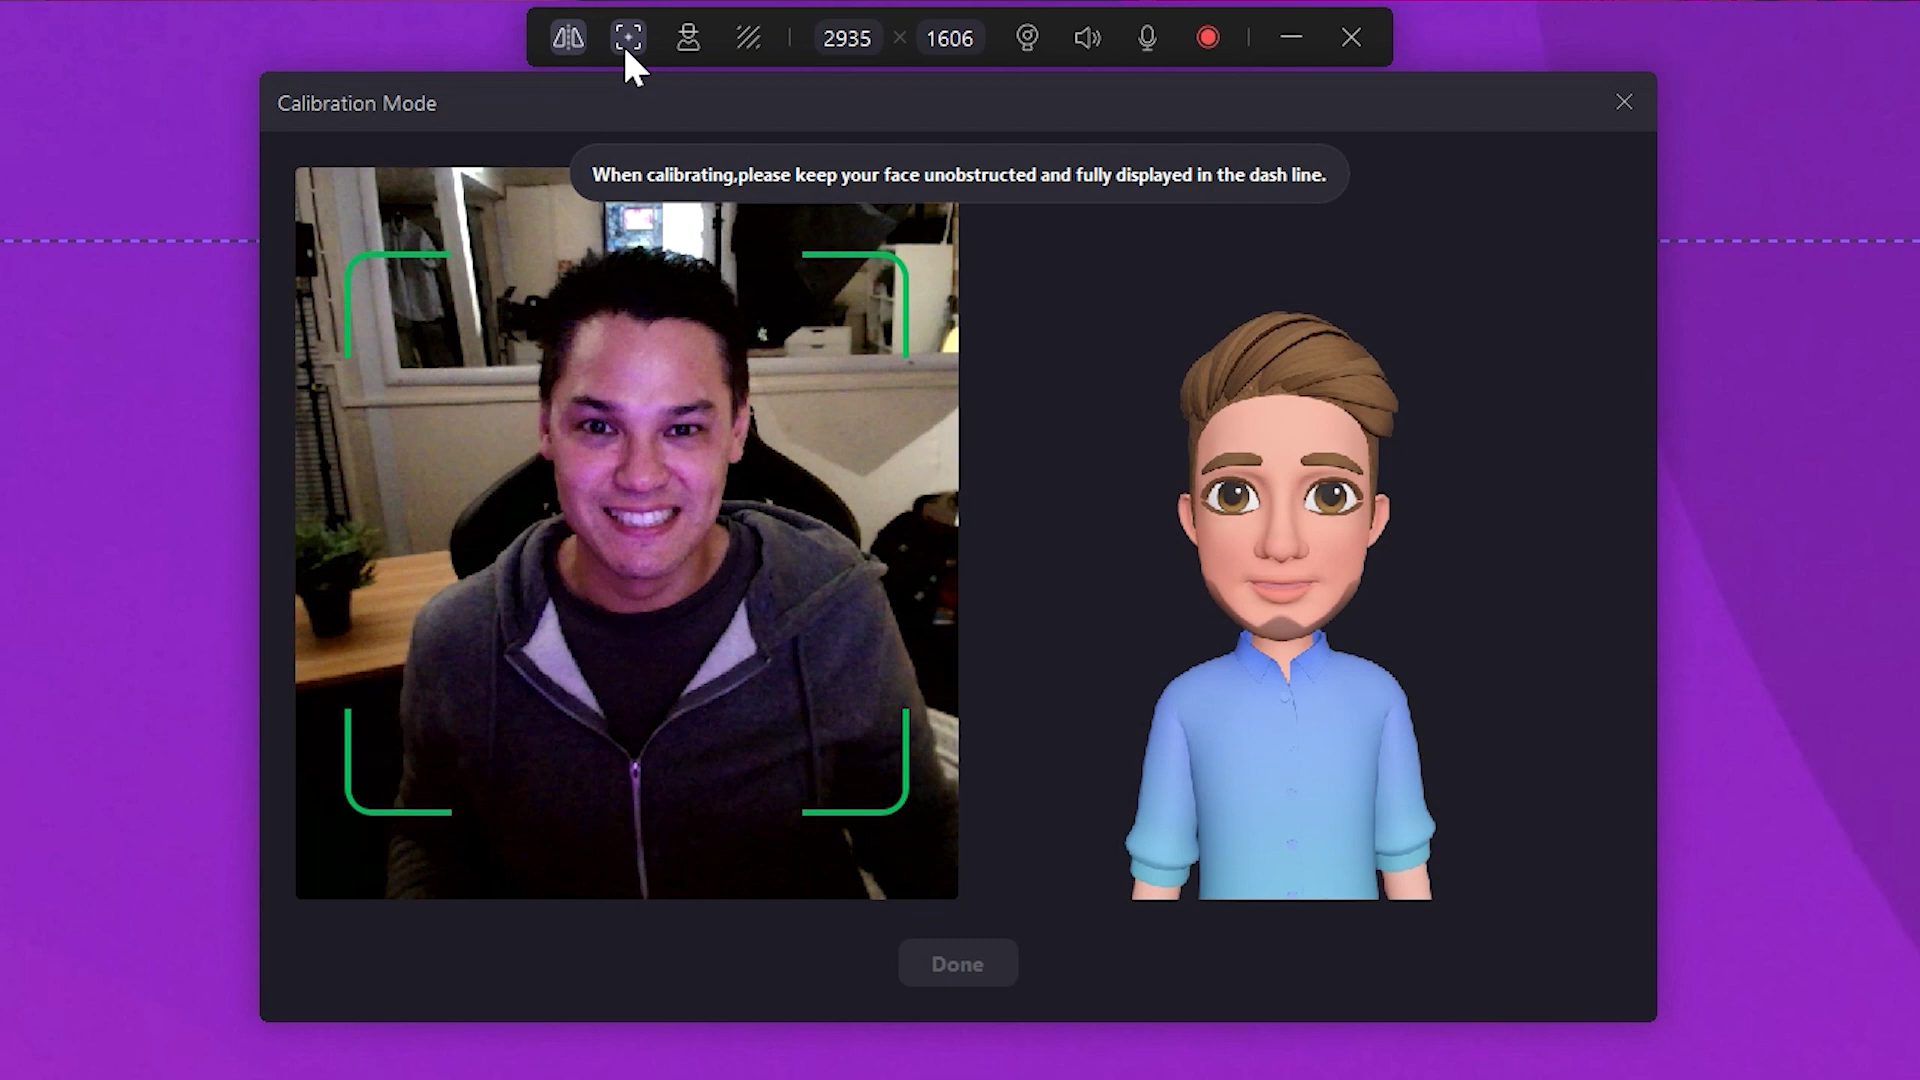 2935 × 1606
Calibration Mode
When calibrating,please keep your face unobstructed and fully displayed in the dash line.
Done